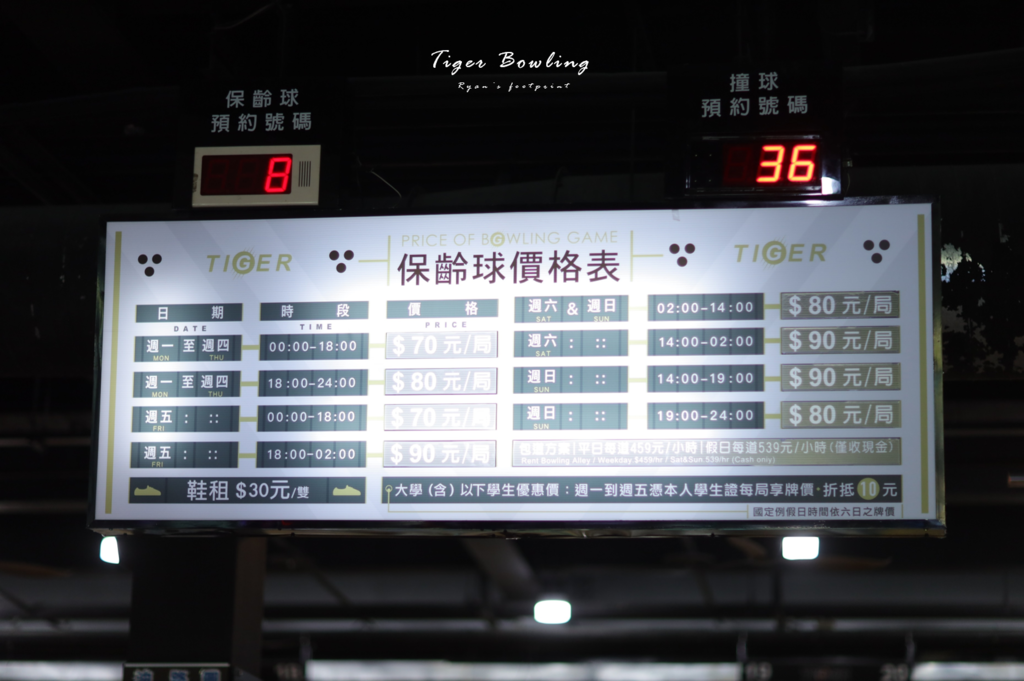 Tiger Bowling
Ryan's footprint
保齡球
預約號碼
8
撞球
預約號碼
36
PRICE OF BOWLING GAME
保齡球價格表
TIGER
TIGER
日期 時段 價格
DATE TIME PRICE
週一至週四 00:00-18:00 $70元/局
MON THU
週一至週四 18:00-24:00 $80元/局
MON THU
週五 : :: 00:00-18:00 $70元/局
FRI
週五 : :: 18:00-02:00 $90元/局
FRI
週六 & 週日 02:00-14:00 $80元/局
SAT SUN
週六 : :: 14:00-02:00 $90元/局
SAT
週日 : :: 14:00-19:00 $90元/局
SUN
週日 : :: 19:00-24:00 $80元/局
SUN
包道方案|平日每道459元/小時|假日每道539元/小時(僅收現金)
Rent Bowling Alley / Weekday $459/hr / Sat&Sun 539/hr (Cash only)
鞋租 $30元/雙
大學(含)以下學生優惠價:週一到週五憑本人學生證每局享牌價·折抵10元
國定例假日時間依六日之牌價